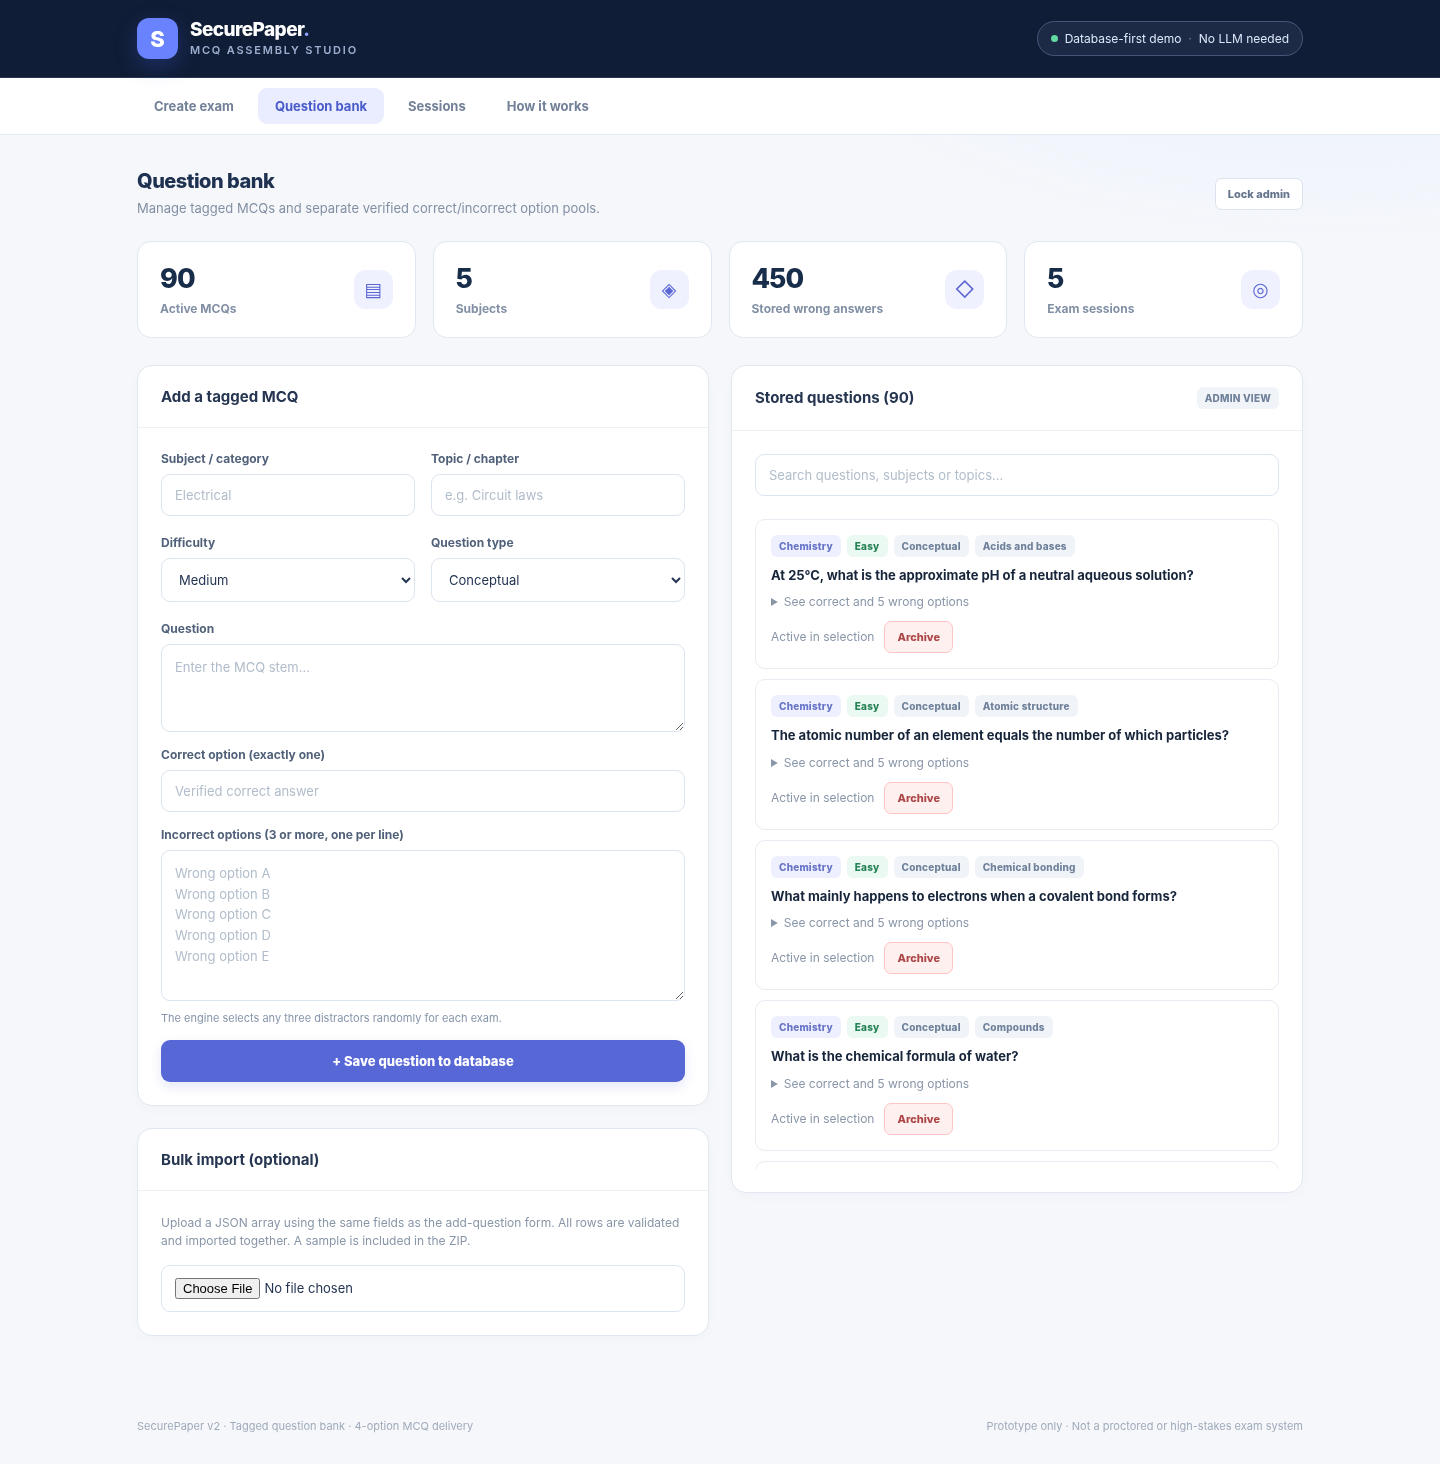 S
SecurePaper.
MCQ ASSEMBLY STUDIO
Database-first demo · No LLM needed
Create exam
Question bank
Sessions
How it works
Question bank
Manage tagged MCQs and separate verified correct/incorrect option pools.
Lock admin
90
Active MCQs
5
Subjects
450
Stored wrong answers
5
Exam sessions
Add a tagged MCQ
Subject / category
Topic / chapter
Electrical
e.g. Circuit laws
Difficulty
Question type
Medium
Conceptual
Question
Enter the MCQ stem...
Correct option (exactly one)
Verified correct answer
Incorrect options (3 or more, one per line)
Wrong option A
Wrong option B
Wrong option C
Wrong option D
Wrong option E
The engine selects any three distractors randomly for each exam.
+ Save question to database
Bulk import (optional)
Upload a JSON array using the same fields as the add-question form. All rows are validated
and imported together. A sample is included in the ZIP.
Choose File No file chosen
Stored questions (90)
ADMIN VIEW
Search questions, subjects or topics...
Chemistry Easy Conceptual Acids and bases
At 25°C, what is the approximate pH of a neutral aqueous solution?
See correct and 5 wrong options
Active in selection Archive
Chemistry Easy Conceptual Atomic structure
The atomic number of an element equals the number of which particles?
See correct and 5 wrong options
Active in selection Archive
Chemistry Easy Conceptual Chemical bonding
What mainly happens to electrons when a covalent bond forms?
See correct and 5 wrong options
Active in selection Archive
Chemistry Easy Conceptual Compounds
What is the chemical formula of water?
See correct and 5 wrong options
Active in selection Archive
SecurePaper v2 · Tagged question bank · 4-option MCQ delivery
Prototype only · Not a proctored or high-stakes exam system